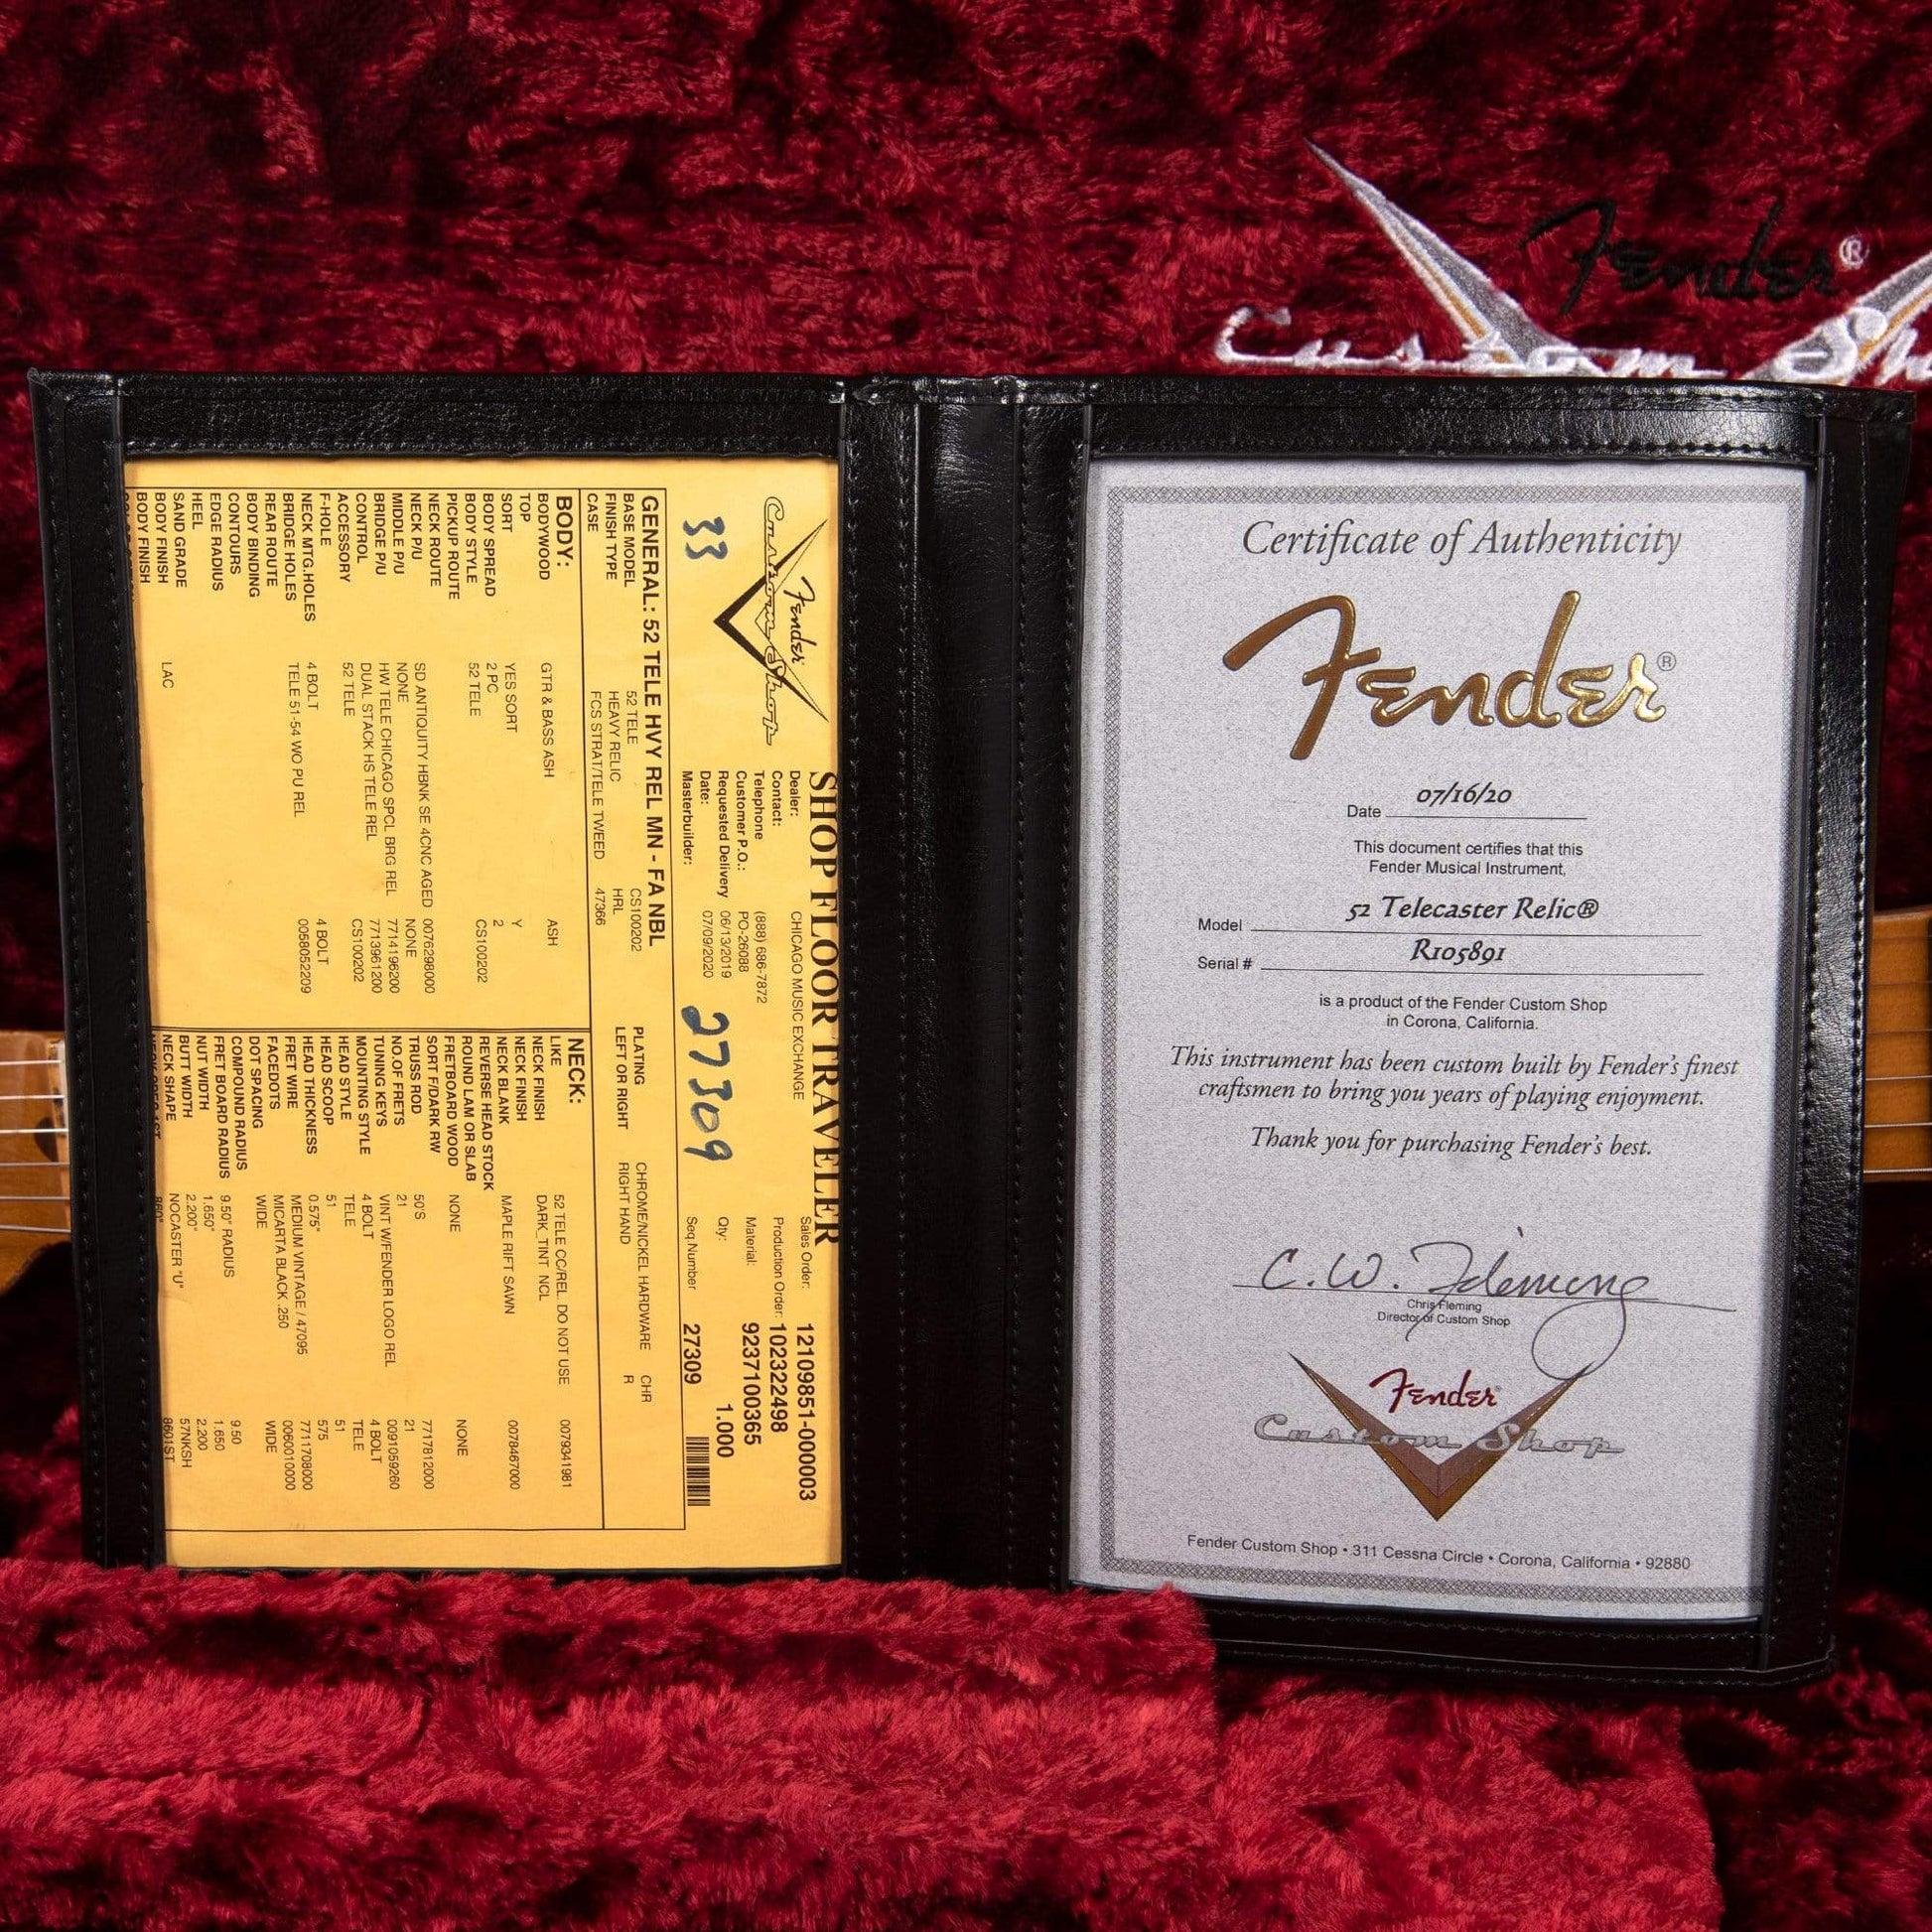 Fender®
Custom Sh
Fender
Custom Shop
33
SHOP FLOOR TRAVELER
Dealer: CHICAGO MUSIC EXCHANGE
Contact:
Telephone (888) 686-7872
Customer P.O.: PO-26088
Requested Delivery 06/13/2019
Date: 07/09/2020
Masterbuilder:
27309
Sales Order: 12109851-000003
Production Order: 102322498
Material: 9237100365
Qty: 1.000
Seq.Number 27309
GENERAL: 52 TELE HVY REL MN - FA NBL
BASE MODEL 52 TELE CS100202
FINISH TYPE HEAVY RELIC HRL
CASE FCS STRAT/TELE TWEED 47366
PLATING CHROME/NICKEL HARDWARE CHR
LEFT OR RIGHT RIGHT HAND R
BODY:
BODYWOOD GTR & BASS ASH ASH
TOP
SORT YES SORT Y
BODY SPREAD 2 PC 2
BODY STYLE 52 TELE CS100202
PICKUP ROUTE
NECK ROUTE
NECK P/U SD ANTIQUITY HBNK SE 4CNC AGED 0076298000
MIDDLE P/U NONE NONE
BRIDGE P/U HW TELE CHICAGO SPCL BRG REL 7714196200
CONTROL DUAL STACK HS TELE REL 7713961200
ACCESSORY 52 TELE CS100202
F-HOLE
NECK MTG.HOLES 4 BOLT 4 BOLT
BRIDGE HOLES TELE 51-54 WO PU REL 0058052209
REAR ROUTE
BODY BINDING
CONTOURS
EDGE RADIUS
HEEL
SAND GRADE
BODY FINISH LAC
BODY FINISH
NECK:
LIKE 52 TELE CC/REL. DO NOT USE 0079341981
NECK FINISH DARK_TINT NCL
NECK FINISH
NECK BLANK MAPLE RIFT SAWN 0078467000
REVERSE HEAD STOCK
ROUND LAM OR SLAB
FRETBOARD WOOD NONE NONE
SORT F/DARK RW
TRUSS ROD 50'S 7717812000
NO.OF FRETS 21 21
TUNING KEYS VINT W/FENDER LOGO REL 0091059260
MOUNTING STYLE 4 BOLT 4 BOLT
HEAD STYLE TELE TELE
HEAD SCOOP 51 51
HEAD THICKNESS 0.575" 575
FRET WIRE MEDIUM VINTAGE / 47095 7711708000
FACEDOTS MICARTA BLACK .250 0060010000
DOT SPACING WIDE WIDE
COMPOUND RADIUS
FRET BOARD RADIUS 9.50" RADIUS 9.50
NUT WIDTH 1.650" 1.650
BUTT WIDTH 2.200" 2.200
NECK SHAPE NOCASTER "U" 57NKSH
Certificate of Authenticity
Fender®
Date 07/16/20
This document certifies that this
Fender Musical Instrument,
Model 52 Telecaster Relic®
Serial # R105891
is a product of the Fender Custom Shop
in Corona, California.
This instrument has been custom built by Fender's finest
craftsmen to bring you years of playing enjoyment.
Thank you for purchasing Fender's best.
C.W. Fleming
Chris Fleming
Director of Custom Shop
Fender
Custom Shop
Fender Custom Shop • 311 Cessna Circle • Corona, California • 92880